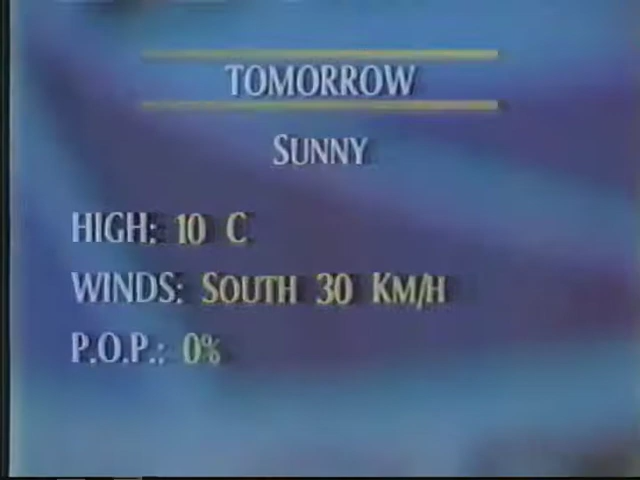 TOMORROW
SUNNY
HIGH: 10 C
WINDS: SOUTH 30 KM/H
P.O.P.: 0%